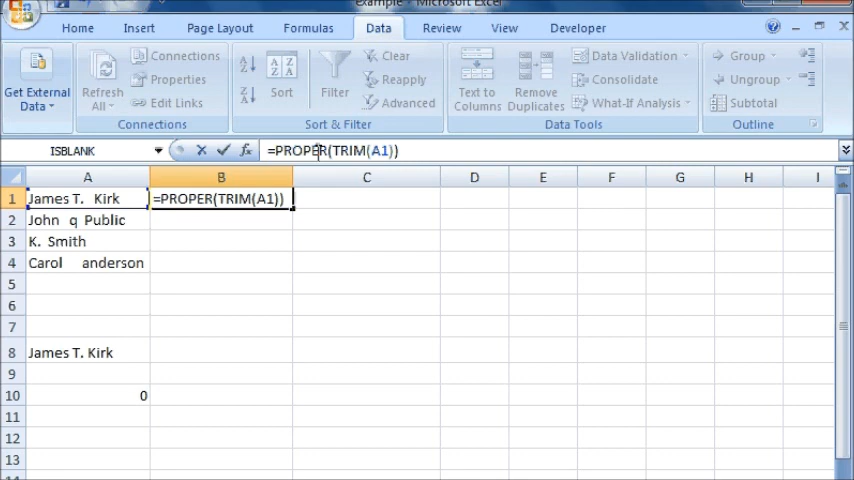 Example - Microsoft Excel
Home Insert Page Layout Formulas Data Review View Developer
Get External Data
Refresh All
Connections
Properties
Edit Links
Connections
Sort
Filter
Clear
Reapply
Advanced
Sort & Filter
Text to Columns
Remove Duplicates
Data Validation
Consolidate
What-If Analysis
Data Tools
Group
Ungroup
Subtotal
Outline
ISBLANK fx =PROPER(TRIM(A1))
A B C D E F G H I
1 James T.   Kirk =PROPER(TRIM(A1))
2 John   q  Public
3 K.  Smith
4 Carol     anderson
5
6
7
8 James T. Kirk
9
10 0
11
12
13
14